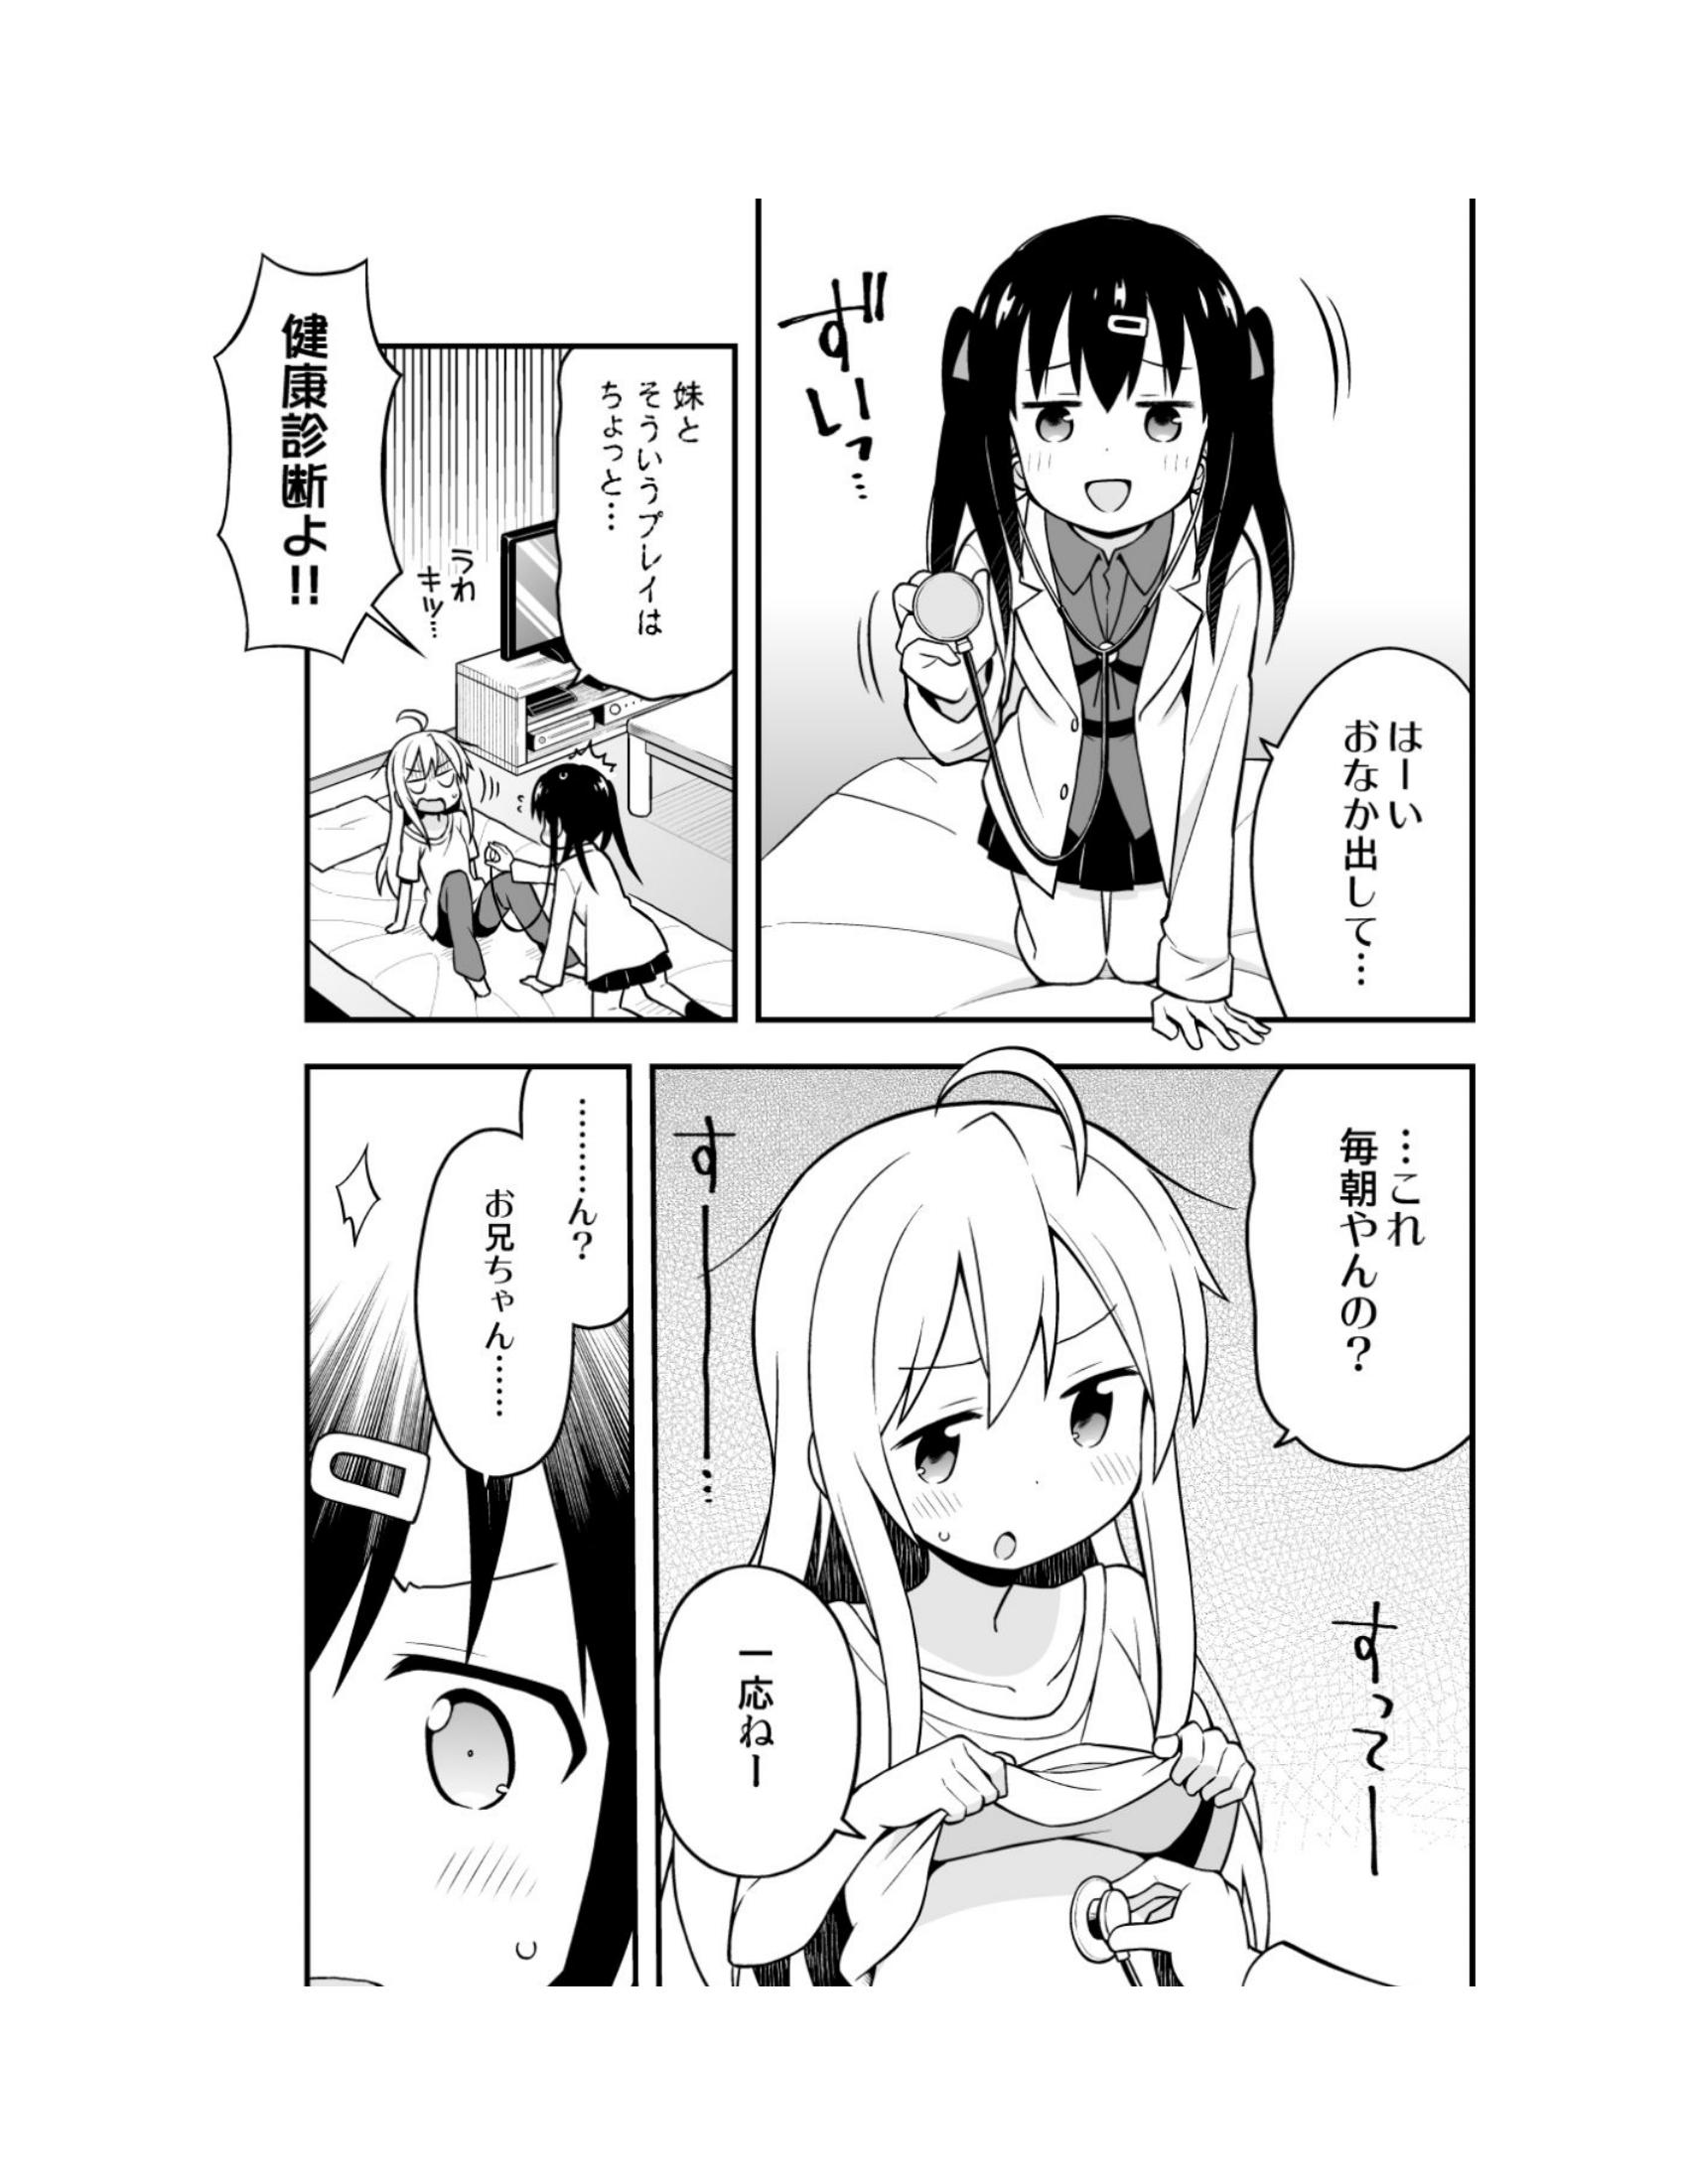 はーい
おなか出して…
ずいっ…
妹と
そういうプレイは
ちょっと…
うわ
キッ…
健康診断よ!!
…これ
毎朝やんの?
すってー
すー…
一応ねー
…………ん?
お兄ちゃん……